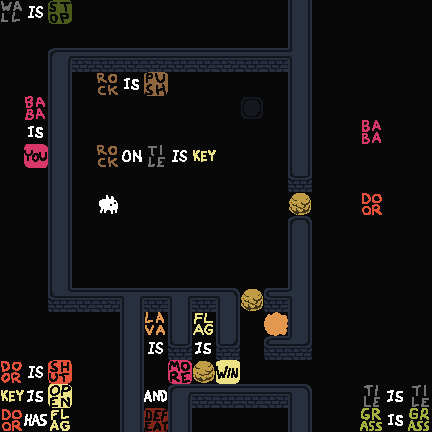 WALL IS STOP
ROCK IS PUSH
BABA IS YOU
BABA
ROCK ON TILE IS KEY
DOOR
LAVA IS MORE AND DEFEAT
FLAG IS WIN
DOOR IS SHUT
KEY IS OPEN
TILE IS TILE
DOOR HAS FLAG
GRASS IS GRASS